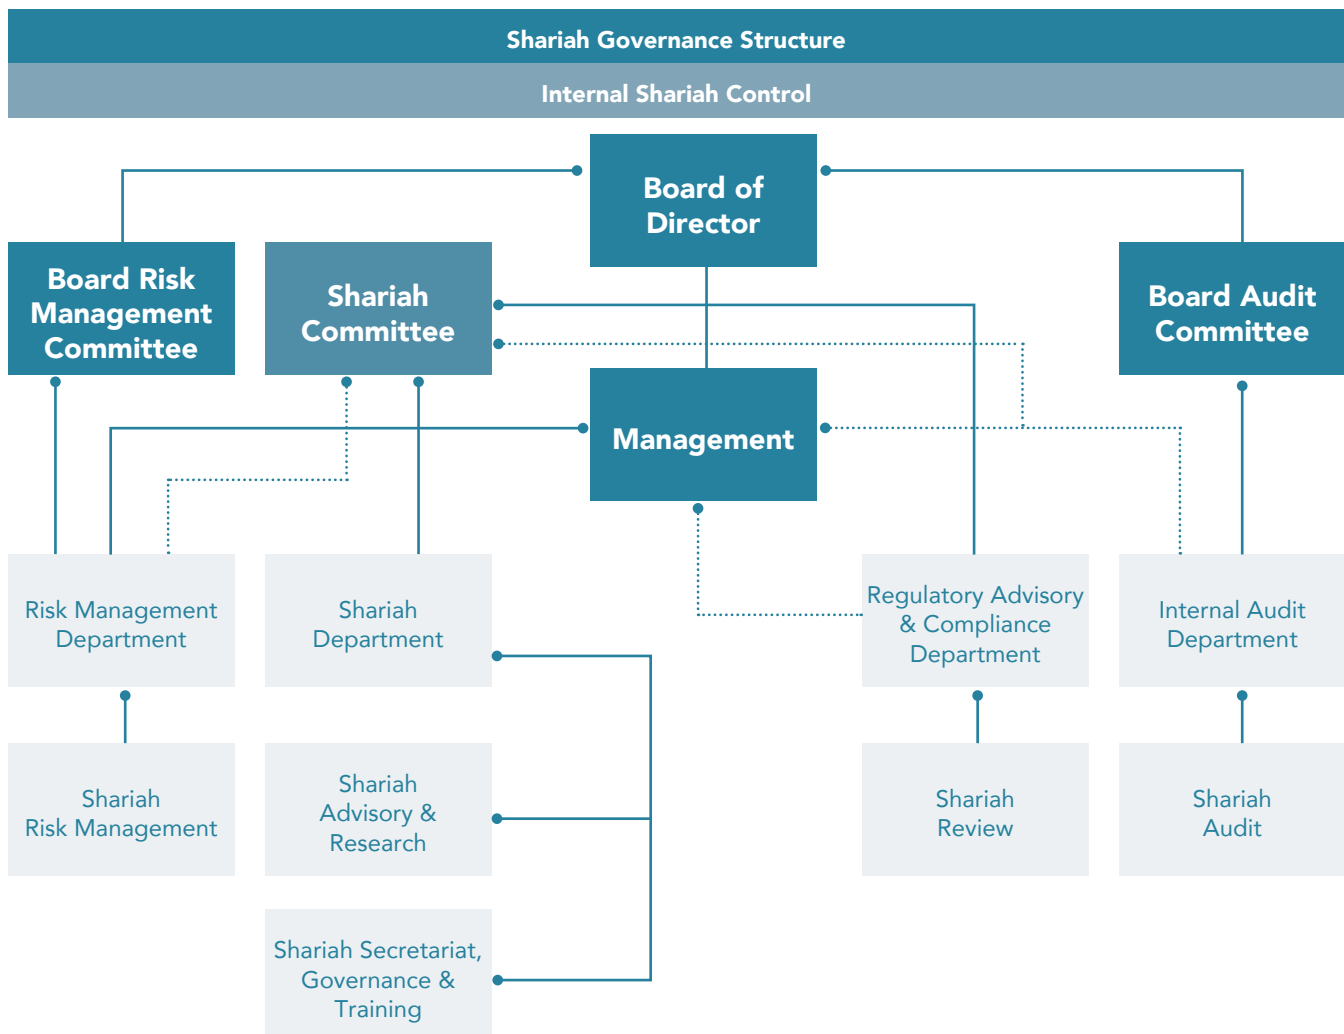 Shariah Governance Structure
Internal Shariah Control
Board of
Director
Board Risk
Management
Committee
Shariah
Committee
Board Audit
Committee
Management
Risk Management
Department
Shariah
Department
Regulatory Advisory
& Compliance
Department
Internal Audit
Department
Shariah
Risk Management
Shariah
Advisory &
Research
Shariah
Review
Shariah
Audit
Shariah Secretariat,
Governance &
Training